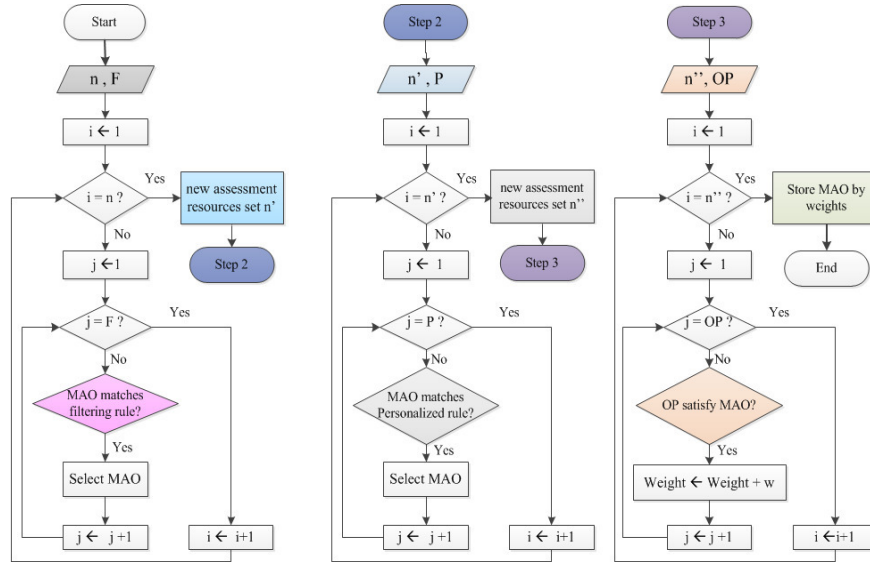 Start
n , F
i ← 1
i = n ?
Yes
new assessment
resources set n’
No
Step 2
j ←1
j = F ?
Yes
No
MAO matches
filtering rule?
Yes
Select MAO
j ← j +1
i ← i+1
Step 2
n’ , P
i ← 1
i = n’ ?
Yes
new assessment
resources set n’’
No
Step 3
j ← 1
j = P ?
Yes
No
MAO matches
Personalized rule?
Yes
Select MAO
j ← j +1
i ← i+1
Step 3
n’’, OP
i ← 1
i = n’’ ?
Yes
Store MAO by
weights
No
End
j ← 1
j = OP ?
Yes
No
OP satisfy MAO?
Yes
Weight ← Weight + w
j ← j +1
i ←i+1